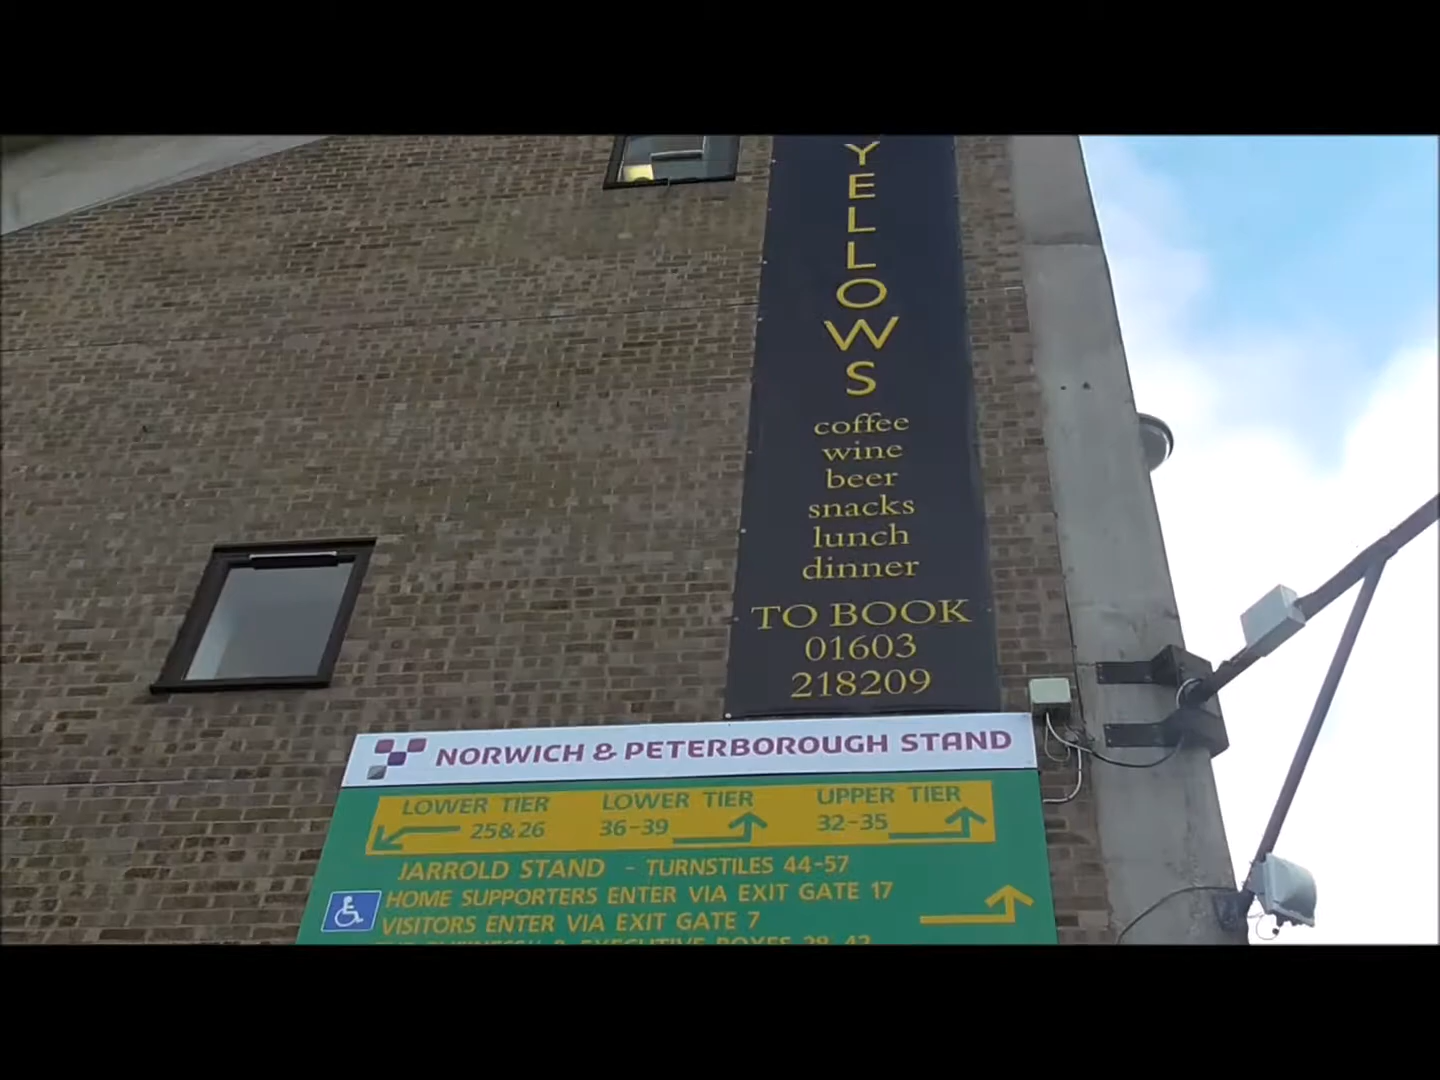 YELLOWS
coffee
wine
beer
snacks
lunch
dinner
TO BOOK
01603
218209
NORWICH & PETERBOROUGH STAND
LOWER TIER
25&26
LOWER TIER
36-39
UPPER TIER
32-35
JARROLD STAND - TURNSTILES 44-57
HOME SUPPORTERS ENTER VIA EXIT GATE 17
VISITORS ENTER VIA EXIT GATE 7